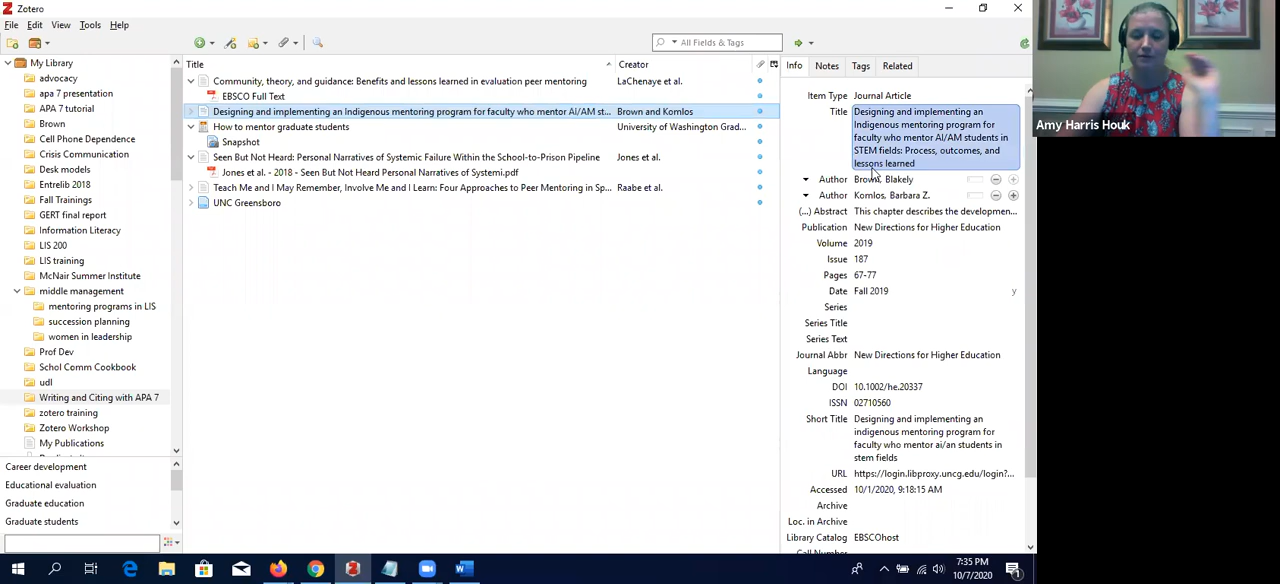 Zotero
File Edit View Tools Help
All Fields & Tags
My Library
advocacy
apa 7 presentation
APA 7 tutorial
Brown
Cell Phone Dependence
Crisis Communication
Desk models
Entrelib 2018
Fall Trainings
GERT final report
Information Literacy
LIS 200
LIS training
McNair Summer Institute
middle management
mentoring programs in LIS
succession planning
women in leadership
Prof Dev
Schol Comm Cookbook
udl
Writing and Citing with APA 7
zotero training
Zotero Workshop
My Publications
Career development
Educational evaluation
Graduate education
Graduate students
Title Creator
Community, theory, and guidance: Benefits and lessons learned in evaluation peer mentoring LaChenaye et al.
EBSCO Full Text
Designing and implementing an Indigenous mentoring program for faculty who mentor AI/AM st... Brown and Komlos
How to mentor graduate students University of Washington Grad...
Snapshot
Seen But Not Heard: Personal Narratives of Systemic Failure Within the School-to-Prison Pipeline Jones et al.
Jones et al. - 2018 - Seen But Not Heard Personal Narratives of Systemi.pdf
Teach Me and I May Remember, Involve Me and I Learn: Four Approaches to Peer Mentoring in Sp... Raabe et al.
UNC Greensboro
Info Notes Tags Related
Item Type Journal Article
Title Designing and implementing an
Indigenous mentoring program for
faculty who mentor AI/AM students in
STEM fields: Process, outcomes, and
lessons learned
Author Brown, Blakely
Author Komlos, Barbara Z.
(...) Abstract This chapter describes the developmen...
Publication New Directions for Higher Education
Volume 2019
Issue 187
Pages 67-77
Date Fall 2019 y
Series
Series Title
Series Text
Journal Abbr New Directions for Higher Education
Language
DOI 10.1002/he.20337
ISSN 02710560
Short Title Designing and implementing an
indigenous mentoring program for
faculty who mentor ai/an students in
stem fields
URL https://login.libproxy.uncg.edu/login?...
Accessed 10/1/2020, 9:18:15 AM
Archive
Loc. in Archive
Library Catalog EBSCOhost
Amy Harris Houk
7:35 PM
10/7/2020
1